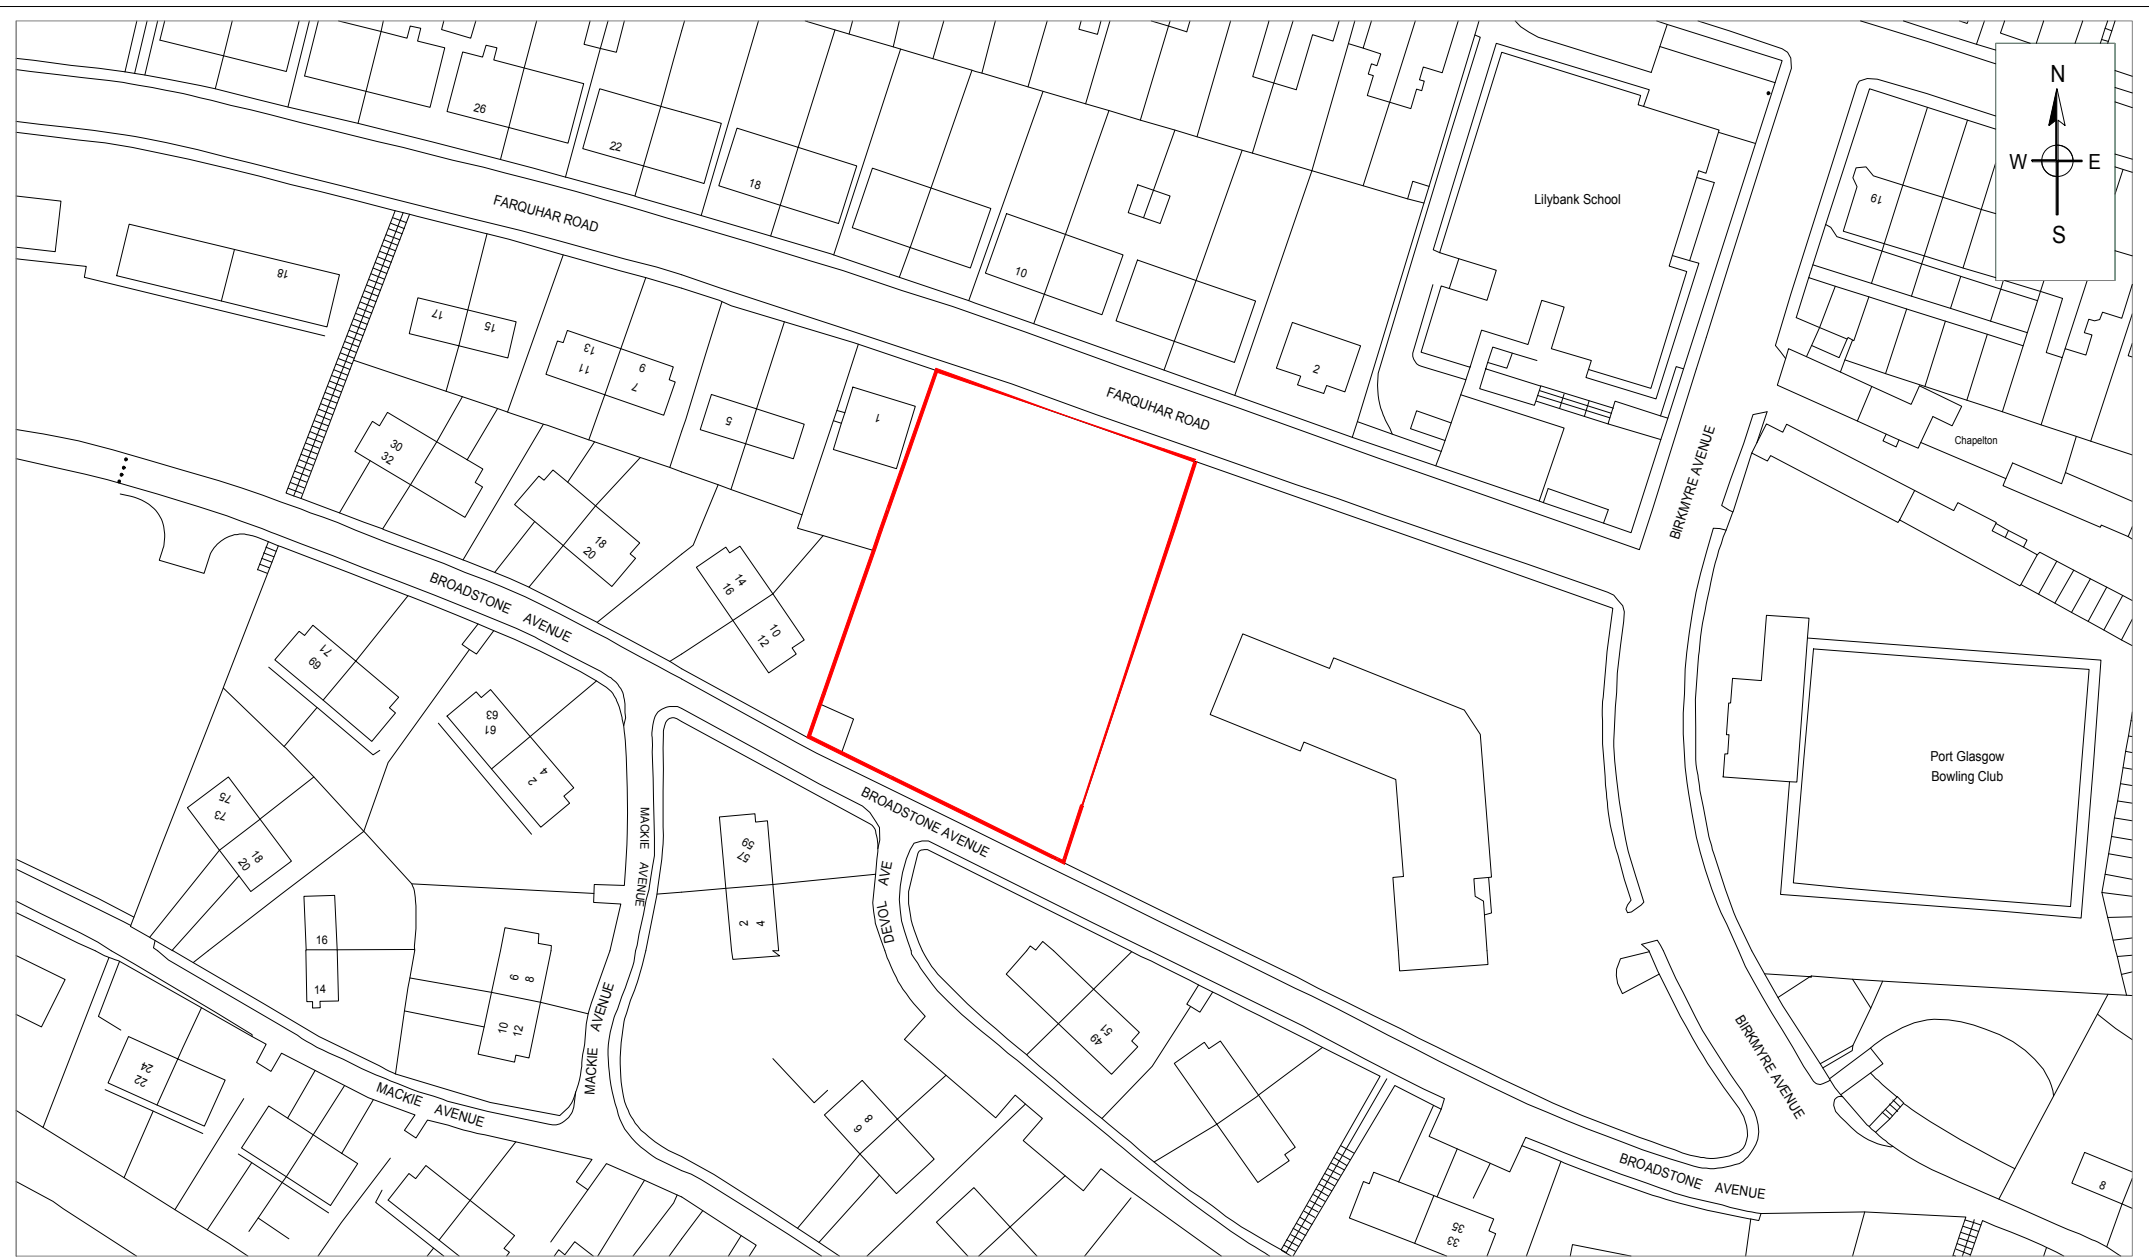 N
W E
S
26
22
18
FARQUHAR ROAD
Lilybank School
19
10
18
17
15
13
11
9
7
5
1
2
FARQUHAR ROAD
BIRKMYRE AVENUE
Chapelton
30
32
18
20
14
16
10
12
BROADSTONE AVENUE
71
69
63
61
4
2
75
73
18
20
MACKIE AVENUE
59
57
2 4
DEVOL AVE
BROADSTONE AVENUE
Port Glasgow
Bowling Club
16
14
6 8
10 12
MACKIE AVENUE
51
49
BIRKMYRE AVENUE
24
22
MACKIE AVENUE
8
6
BROADSTONE AVENUE
35
33
8